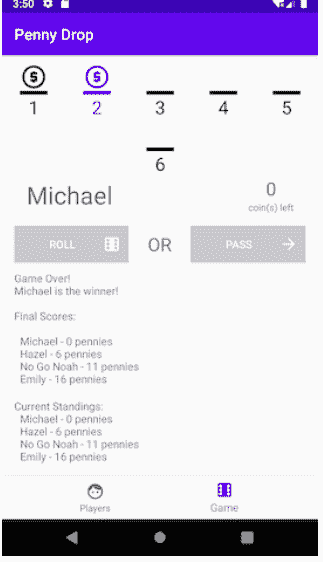 3:50
Penny Drop
$ $
1 2 3 4 5
6
Michael
0
coin(s) left
ROLL OR PASS
Game Over!
Michael is the winner!
Final Scores:
Michael - 0 pennies
Hazel - 6 pennies
No Go Noah - 11 pennies
Emily - 16 pennies
Current Standings:
Michael - 0 pennies
Hazel - 6 pennies
No Go Noah - 11 pennies
Emily - 16 pennies
Players Game